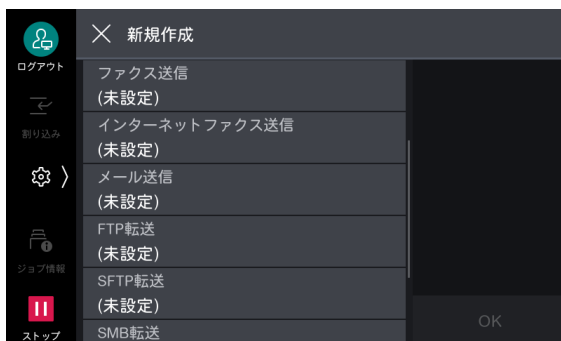 新規作成
ログアウト
ファクス送信
(未設定)
割り込み
インターネットファクス送信
(未設定)
メール送信
(未設定)
FTP転送
(未設定)
ジョブ情報
SFTP転送
(未設定)
ストップ
SMB転送
OK